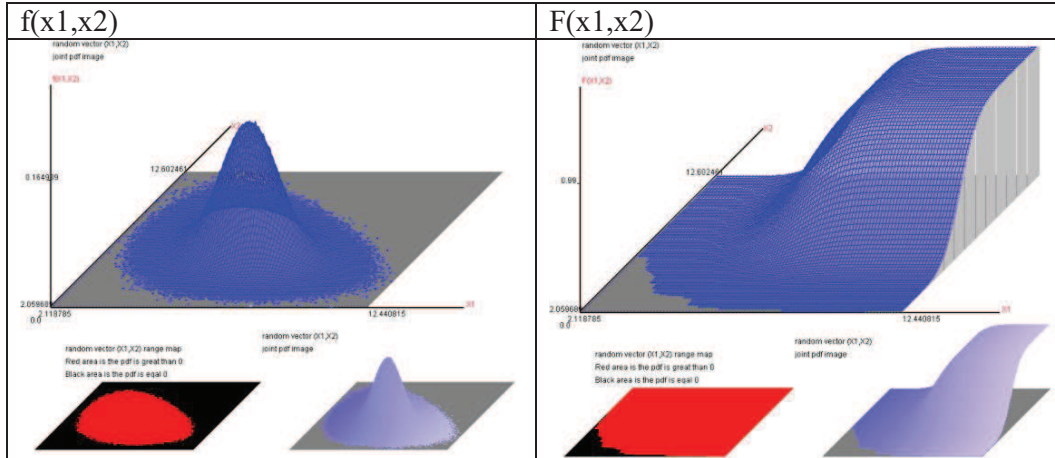 f(x1,x2)
random vector (X1,X2)
joint pdf image
f(X1,X2)
X2
12.602461
0.164939
2.059686
2.118785
0.0
12.440815
X1
random vector (X1,X2) range map
Red area is the pdf is great than 0
Black area is the pdf is eqal 0
random vector (X1,X2)
joint pdf image
F(x1,x2)
random vector (X1,X2)
joint pdf image
F(X1,X2)
X2
12.602461
0.99
2.059686
2.118785
0.0
12.440815
X1
random vector (X1,X2) range map
Red area is the pdf is great than 0
Black area is the pdf is eqal 0
random vector (X1,X2)
joint pdf image